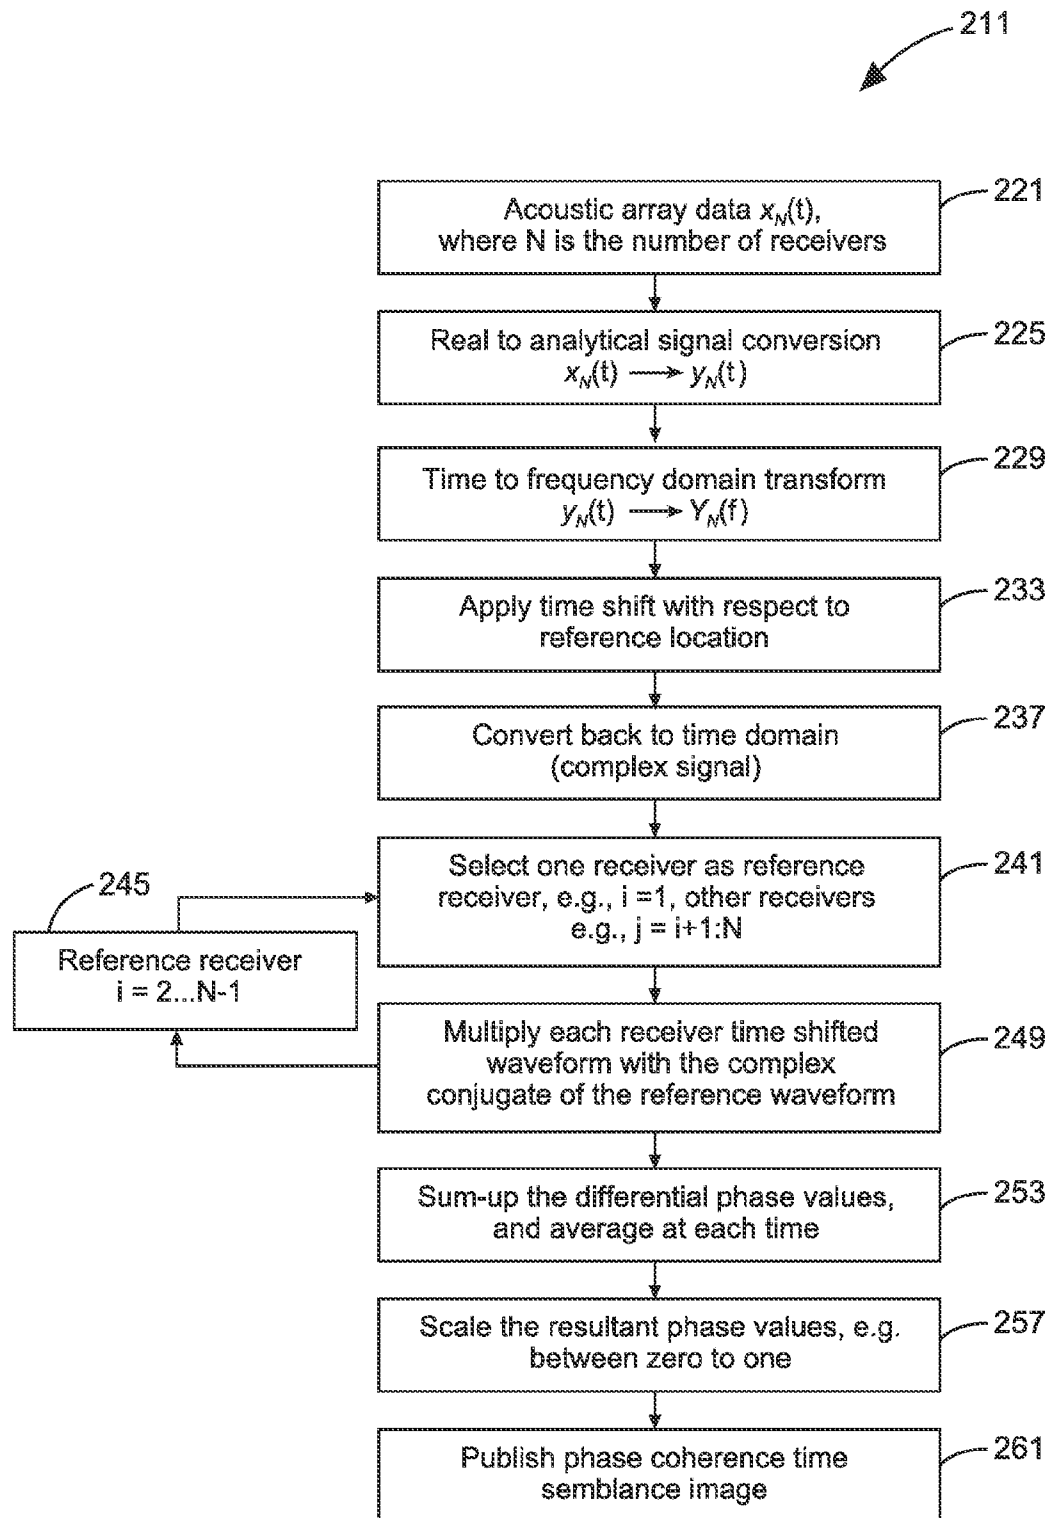 211
221
Acoustic array data x_N(t),
where N is the number of receivers
225
Real to analytical signal conversion
x_N(t) → y_N(t)
229
Time to frequency domain transform
y_N(t) → Y_N(f)
233
Apply time shift with respect to
reference location
237
Convert back to time domain
(complex signal)
241
Select one receiver as reference
receiver, e.g., i =1, other receivers
e.g., j = i+1:N
245
Reference receiver
i = 2...N-1
249
Multiply each receiver time shifted
waveform with the complex
conjugate of the reference waveform
253
Sum-up the differential phase values,
and average at each time
257
Scale the resultant phase values, e.g.
between zero to one
261
Publish phase coherence time
semblance image